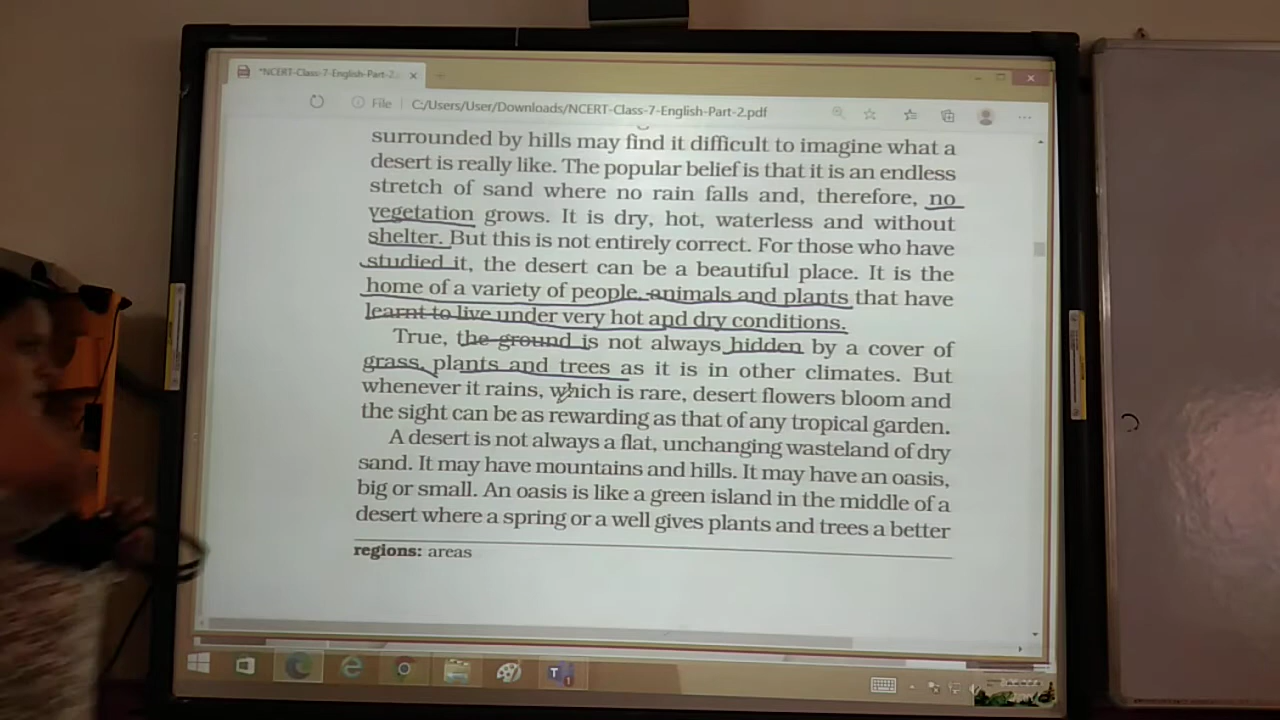 *NCERT-Class-7-English-Part-2.
File C:/Users/User/Downloads/NCERT-Class-7-English-Part-2.pdf
surrounded by hills may find it difficult to imagine what a
desert is really like. The popular belief is that it is an endless
stretch of sand where no rain falls and, therefore, no
vegetation grows. It is dry, hot, waterless and without
shelter. But this is not entirely correct. For those who have
studied it, the desert can be a beautiful place. It is the
home of a variety of people, animals and plants that have
learnt to live under very hot and dry conditions.
True, the ground is not always hidden by a cover of
grass, plants and trees as it is in other climates. But
whenever it rains, which is rare, desert flowers bloom and
the sight can be as rewarding as that of any tropical garden.
A desert is not always a flat, unchanging wasteland of dry
sand. It may have mountains and hills. It may have an oasis,
big or small. An oasis is like a green island in the middle of a
desert where a spring or a well gives plants and trees a better
regions: areas